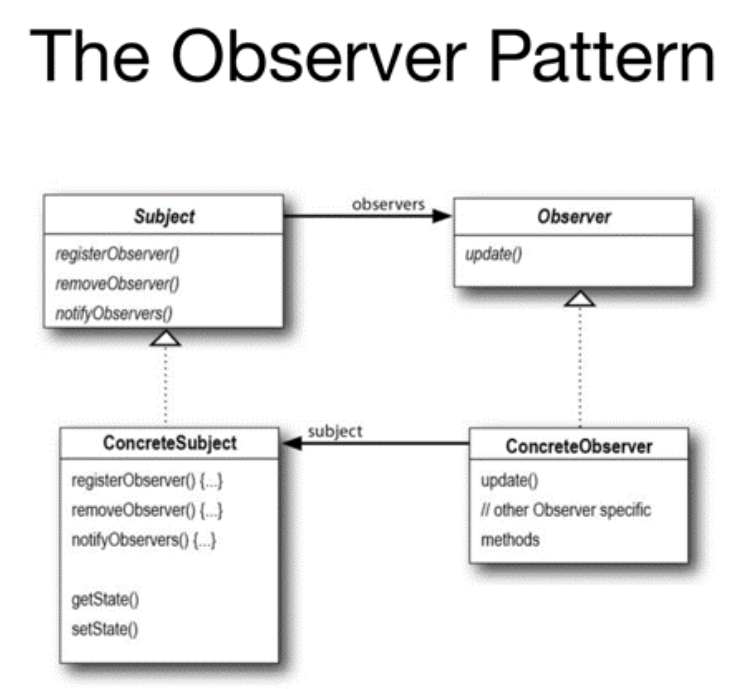 The Observer Pattern
observers
Subject
registerObserver()
removeObserver()
notifyObservers()
Observer
update()
subject
ConcreteSubject
registerObserver() {...}
removeObserver() {...}
notifyObservers() {...}
getState()
setState()
ConcreteObserver
update()
// other Observer specific
methods